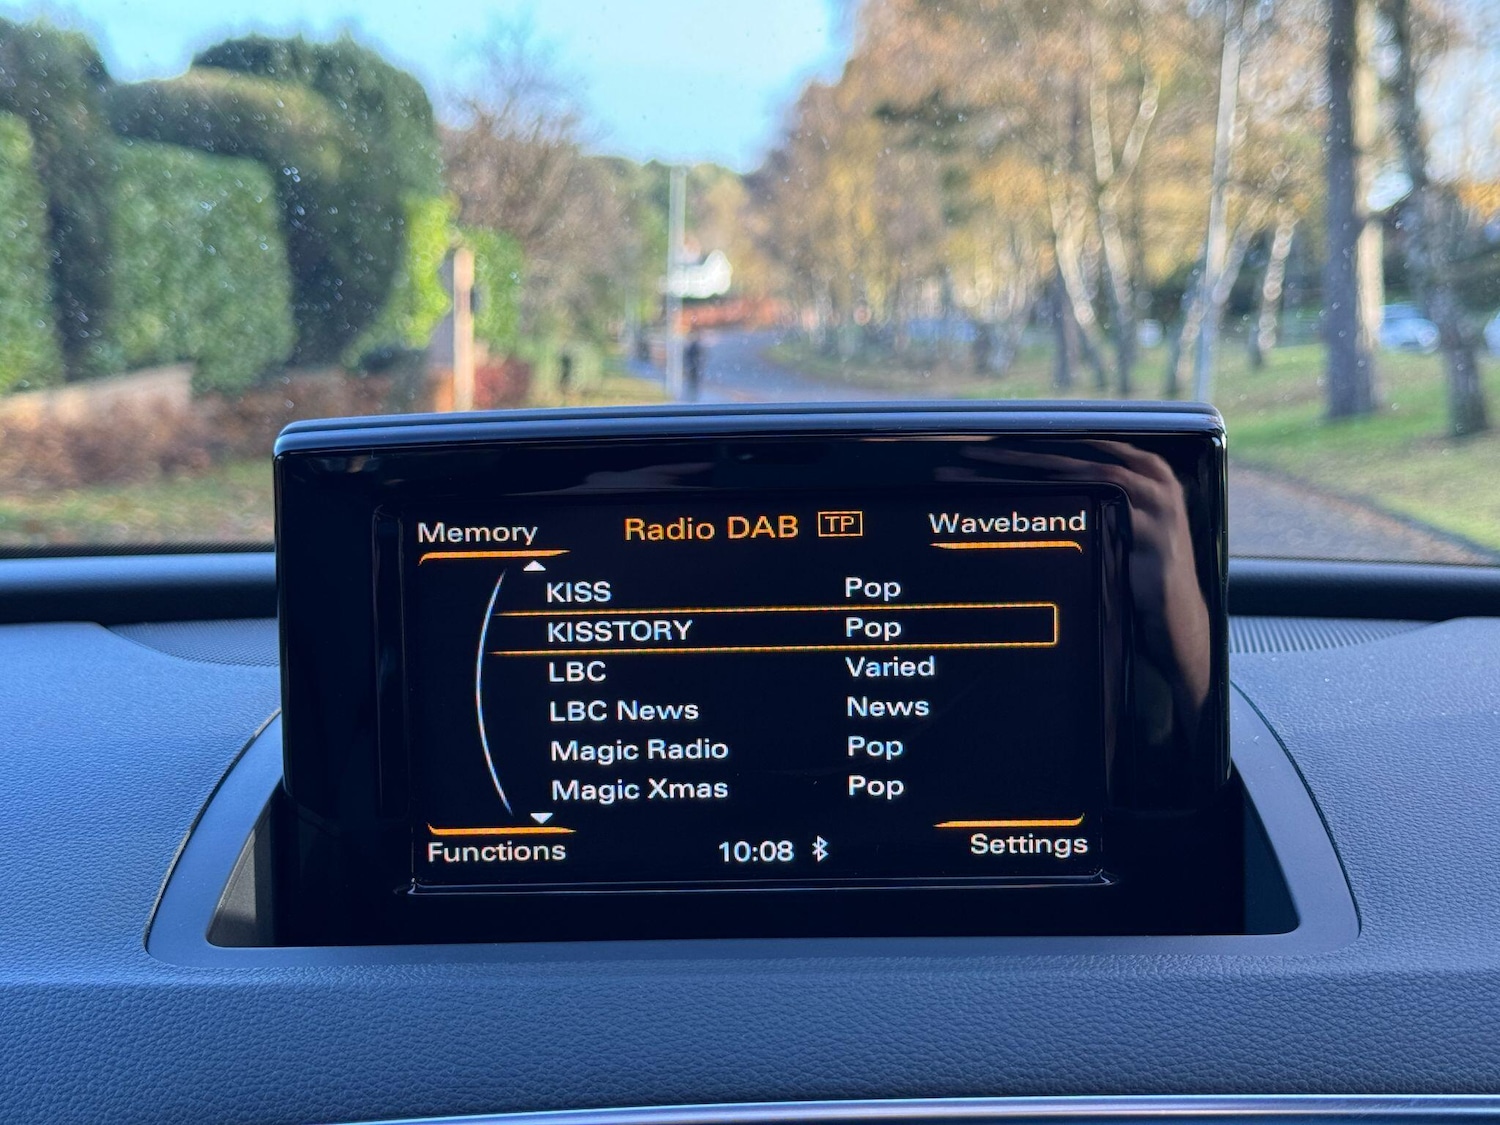 Memory Radio DAB TP Waveband
KISS Pop
KISSTORY Pop
LBC Varied
LBC News News
Magic Radio Pop
Magic Xmas Pop
Functions 10:08 Settings